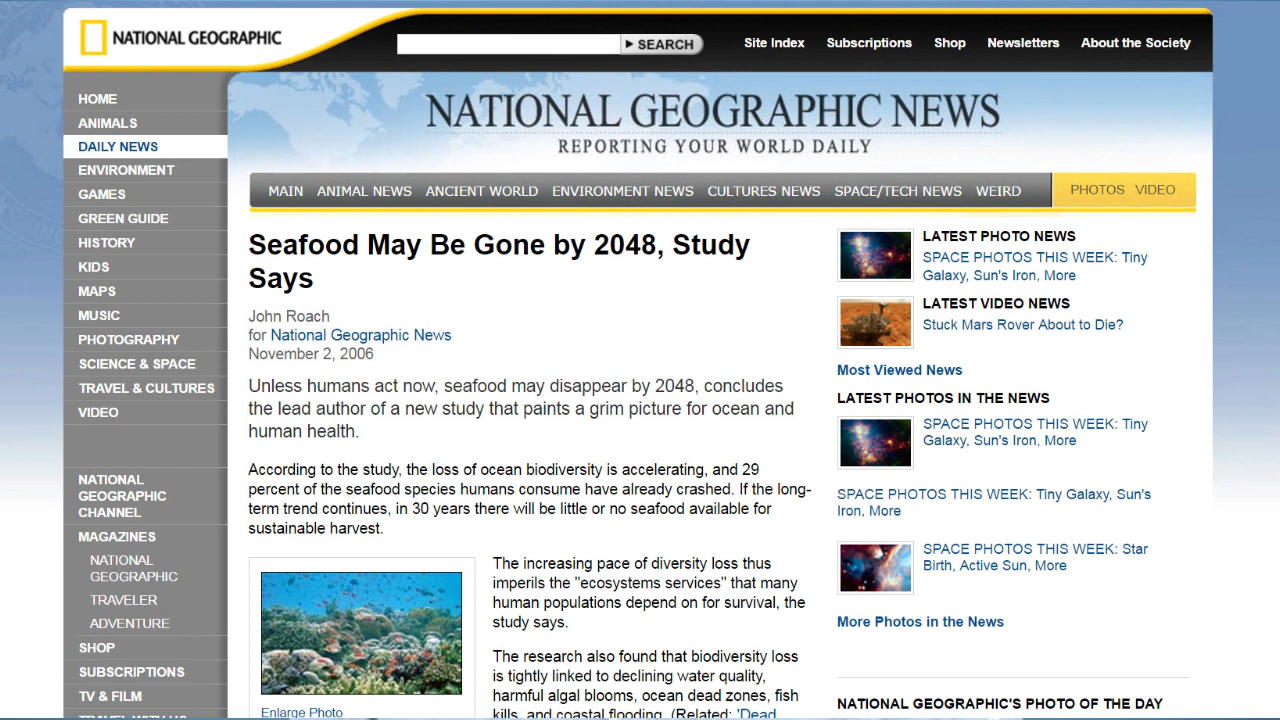 NATIONAL GEOGRAPHIC
SEARCH
Site Index Subscriptions Shop Newsletters About the Society
HOME
ANIMALS
DAILY NEWS
ENVIRONMENT
GAMES
GREEN GUIDE
HISTORY
KIDS
MAPS
MUSIC
PHOTOGRAPHY
SCIENCE & SPACE
TRAVEL & CULTURES
VIDEO
NATIONAL
GEOGRAPHIC
CHANNEL
MAGAZINES
NATIONAL
GEOGRAPHIC
TRAVELER
ADVENTURE
SHOP
SUBSCRIPTIONS
TV & FILM
TRAVEL WITH US
NATIONAL GEOGRAPHIC NEWS
REPORTING YOUR WORLD DAILY
MAIN ANIMAL NEWS ANCIENT WORLD ENVIRONMENT NEWS CULTURES NEWS SPACE/TECH NEWS WEIRD PHOTOS VIDEO
Seafood May Be Gone by 2048, Study
Says
John Roach
for National Geographic News
November 2, 2006
Unless humans act now, seafood may disappear by 2048, concludes
the lead author of a new study that paints a grim picture for ocean and
human health.
According to the study, the loss of ocean biodiversity is accelerating, and 29
percent of the seafood species humans consume have already crashed. If the long-
term trend continues, in 30 years there will be little or no seafood available for
sustainable harvest.
Enlarge Photo
The increasing pace of diversity loss thus
imperils the "ecosystems services" that many
human populations depend on for survival, the
study says.
The research also found that biodiversity loss
is tightly linked to declining water quality,
harmful algal blooms, ocean dead zones, fish
kills, and coastal flooding. (Related: 'Dead
LATEST PHOTO NEWS
SPACE PHOTOS THIS WEEK: Tiny
Galaxy, Sun's Iron, More
LATEST VIDEO NEWS
Stuck Mars Rover About to Die?
Most Viewed News
LATEST PHOTOS IN THE NEWS
SPACE PHOTOS THIS WEEK: Tiny
Galaxy, Sun's Iron, More
SPACE PHOTOS THIS WEEK: Tiny Galaxy, Sun's
Iron, More
SPACE PHOTOS THIS WEEK: Star
Birth, Active Sun, More
More Photos in the News
NATIONAL GEOGRAPHIC'S PHOTO OF THE DAY